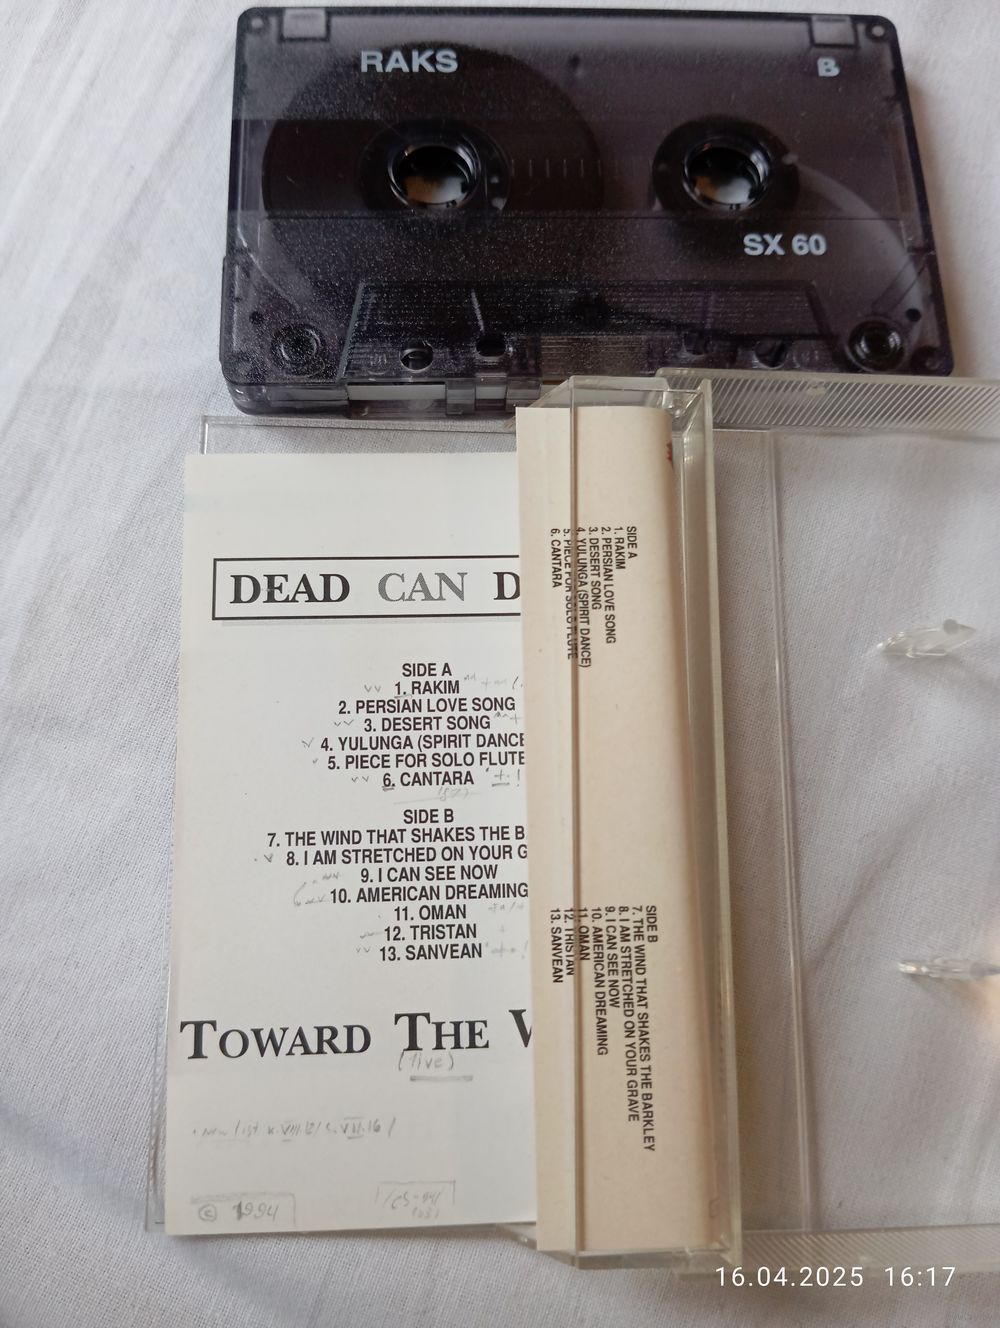 RAKS
B
SX 60
DEAD CAN D
SIDE A
1. RAKIM
2. PERSIAN LOVE SONG
3. DESERT SONG
4. YULUNGA (SPIRIT DANCE
5. PIECE FOR SOLO FLUTE
6. CANTARA
SIDE B
7. THE WIND THAT SHAKES THE B
8. I AM STRETCHED ON YOUR G
9. I CAN SEE NOW
10. AMERICAN DREAMING
11. OMAN
12. TRISTAN
13. SANVEAN
TOWARD THE
(live)
© 1994
SIDE A
1. RAKIM
2. PERSIAN LOVE SONG
3. DESERT SONG
4. YULUNGA (SPIRIT DANCE)
5. PIECE FOR SOLO FLUTE
6. CANTARA
SIDE B
7. THE WIND THAT SHAKES THE BARKLEY
8. I AM STRETCHED ON YOUR GRAVE
9. I CAN SEE NOW
10. AMERICAN DREAMING
11. OMAN
12. TRISTAN
13. SANVEAN
16.04.2025 16:17